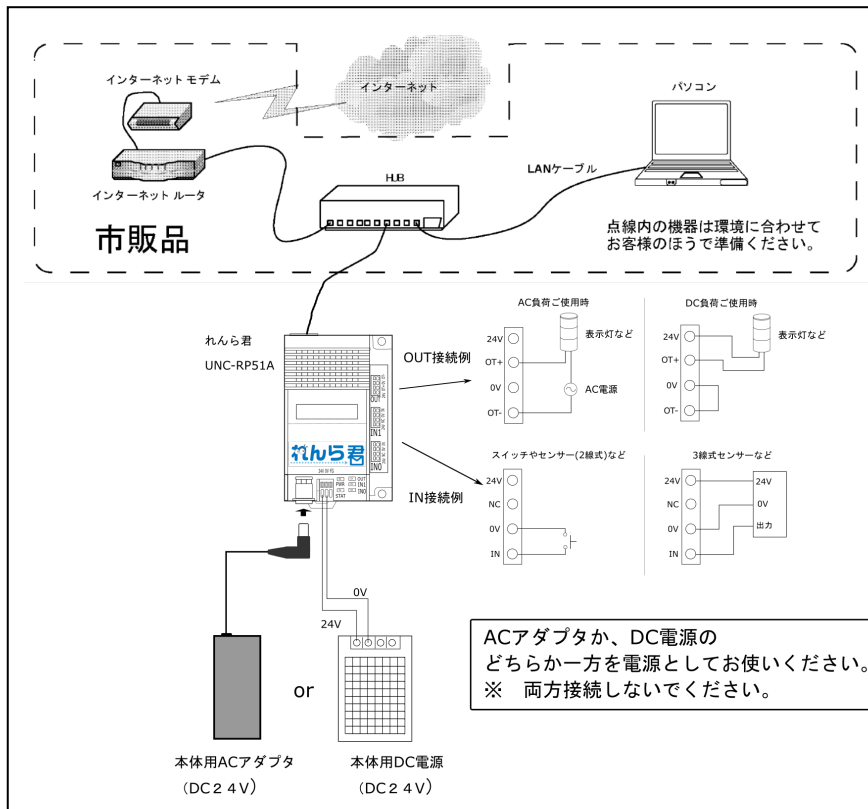 インターネット モデム
インターネット
パソコン
インターネット ルータ
HUB
LANケーブル
市販品
点線内の機器は環境に合わせて
お客様のほうで準備ください。
れんら君
UNC-RP51A
OUT接続例
AC負荷ご使用時
24V
OT+
0V
OT-
表示灯など
AC電源
DC負荷ご使用時
24V
OT+
0V
OT-
表示灯など
OUT
IN1
IN0
れんら君
24V 0V FG
PWR
STAT
OUT
IN1
IN0
IN接続例
スイッチやセンサー(2線式)など
24V
NC
0V
IN
3線式センサーなど
24V
NC
0V
IN
24V
0V
出力
0V
24V
or
本体用ACアダプタ
(DC24V)
本体用DC電源
(DC24V)
ACアダプタか、DC電源の
どちらか一方を電源としてお使いください。
※ 両方接続しないでください。